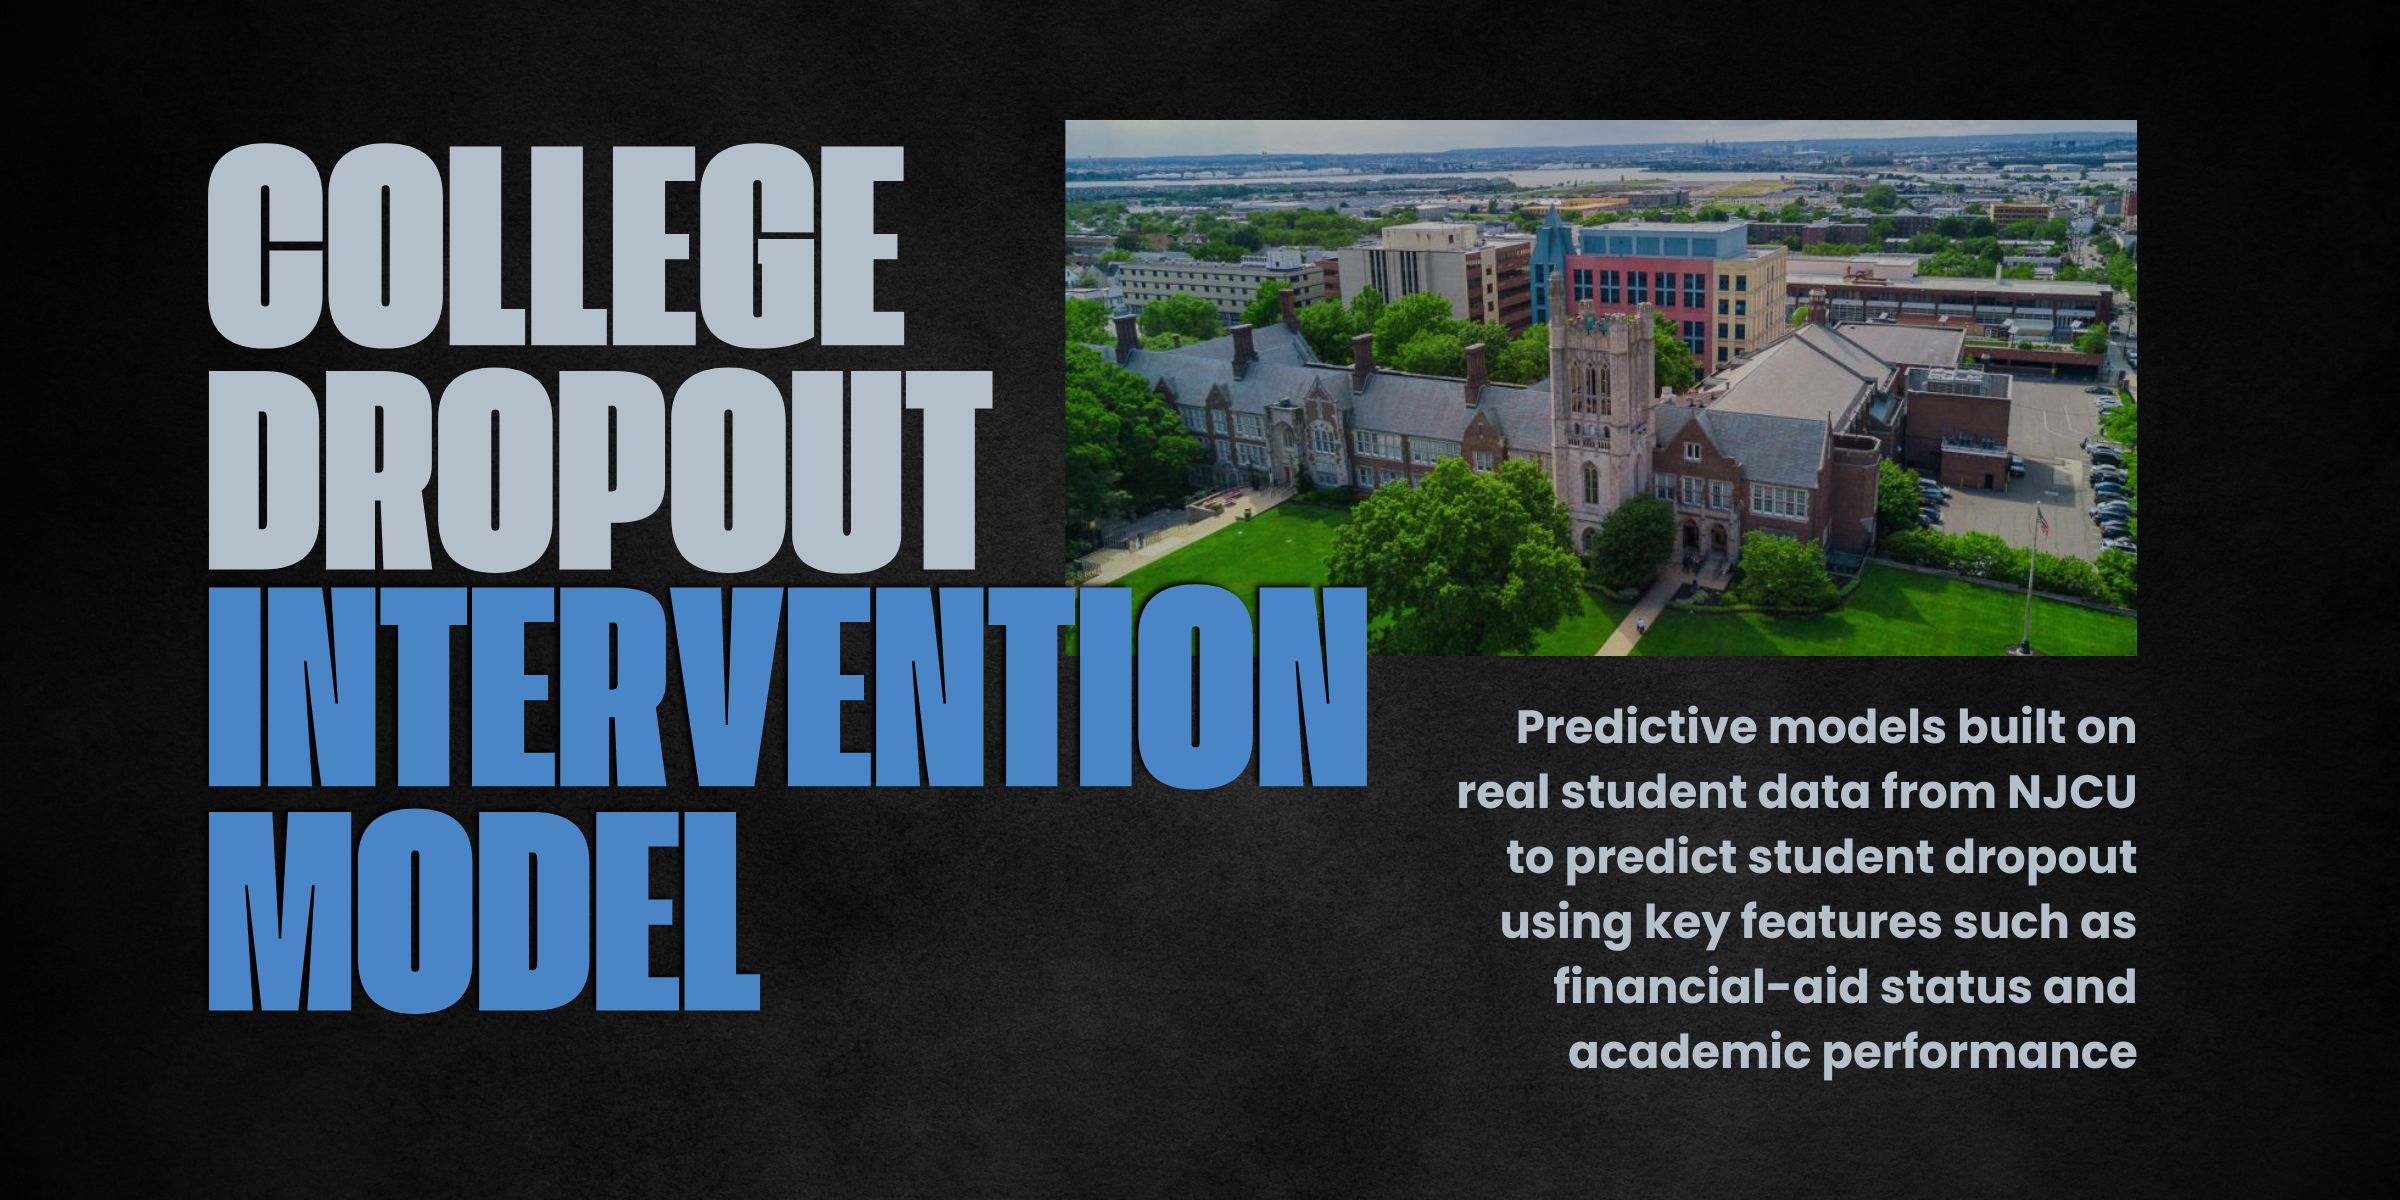 COLLEGE
DROPOUT
INTERVENTION
MODEL
Predictive models built on
real student data from NJCU
to predict student dropout
using key features such as
financial-aid status and
academic performance